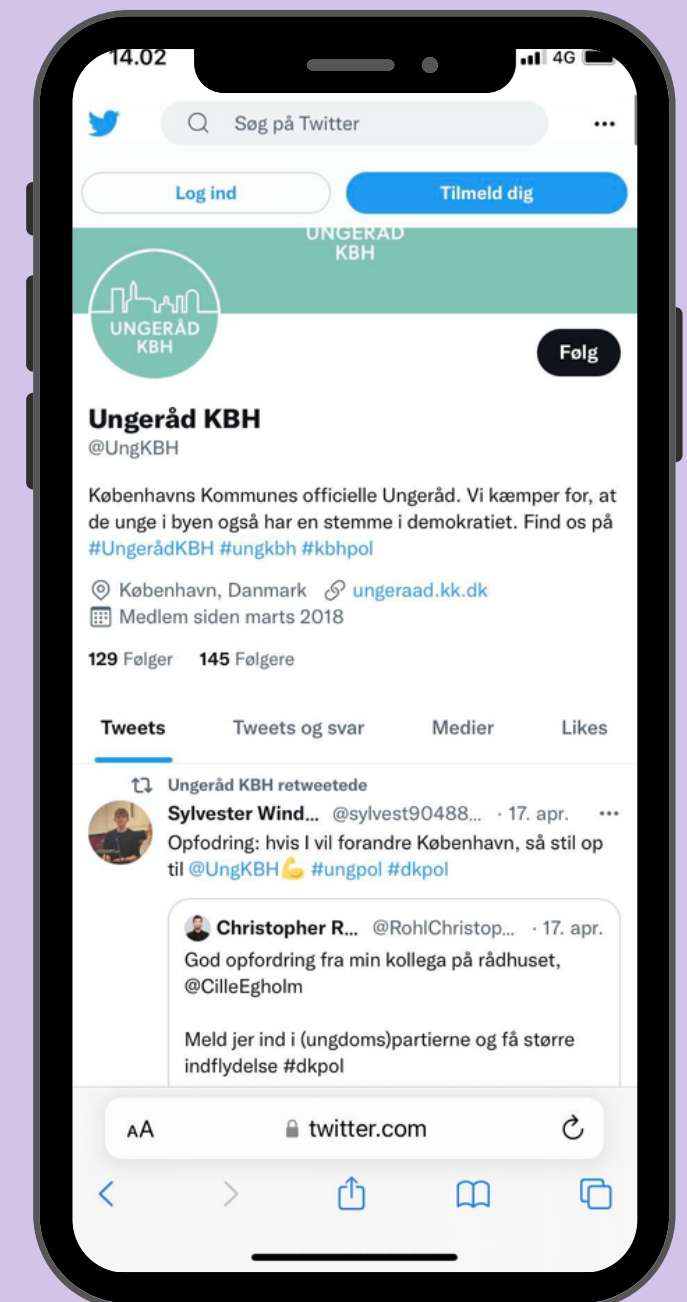 14.02
4G
Søg på Twitter
Log ind
Tilmeld dig
UNGERÅD
KBH
UNGERÅD
KBH
Følg
Ungeråd KBH
@UngKBH
Københavns Kommunes officielle Ungeråd. Vi kæmper for, at
de unge i byen også har en stemme i demokratiet. Find os på
#UngerådKBH #ungkbh #kbhpol
København, Danmark ungeraad.kk.dk
Medlem siden marts 2018
129 Følger 145 Følgere
Tweets Tweets og svar Medier Likes
Ungeråd KBH retweetede
Sylvester Wind... @sylvest90488... · 17. apr.
Opfodring: hvis I vil forandre København, så stil op
til @UngKBH💪 #ungpol #dkpol
Christopher R... @RohlChristop... · 17. apr.
God opfordring fra min kollega på rådhuset,
@CilleEgholm
Meld jer ind i (ungdoms)partierne og få større
indflydelse #dkpol
AA twitter.com